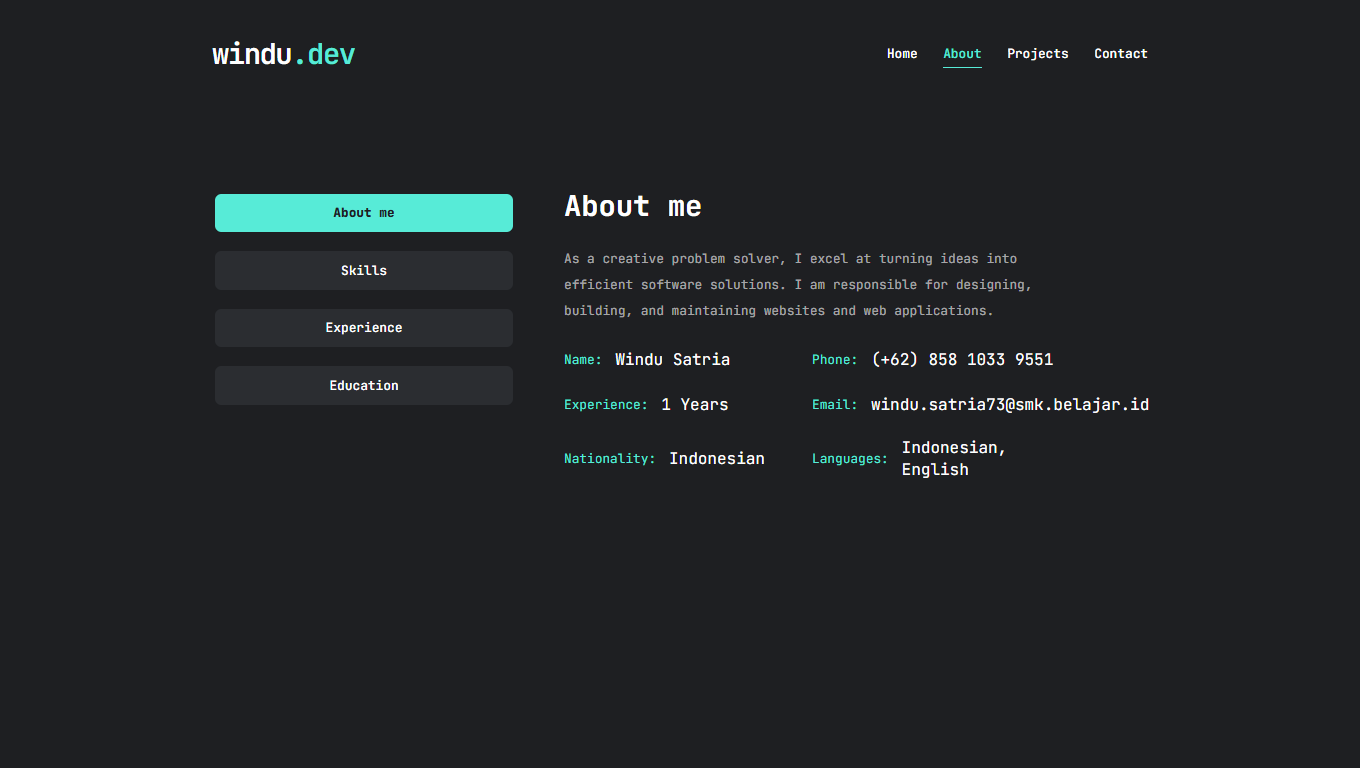 windu.dev
Home About Projects Contact
About me
Skills
Experience
Education
About me
As a creative problem solver, I excel at turning ideas into
efficient software solutions. I am responsible for designing,
building, and maintaining websites and web applications.
Name: Windu Satria
Phone: (+62) 858 1033 9551
Experience: 1 Years
Email: windu.satria73@smk.belajar.id
Nationality: Indonesian
Languages: Indonesian,
English